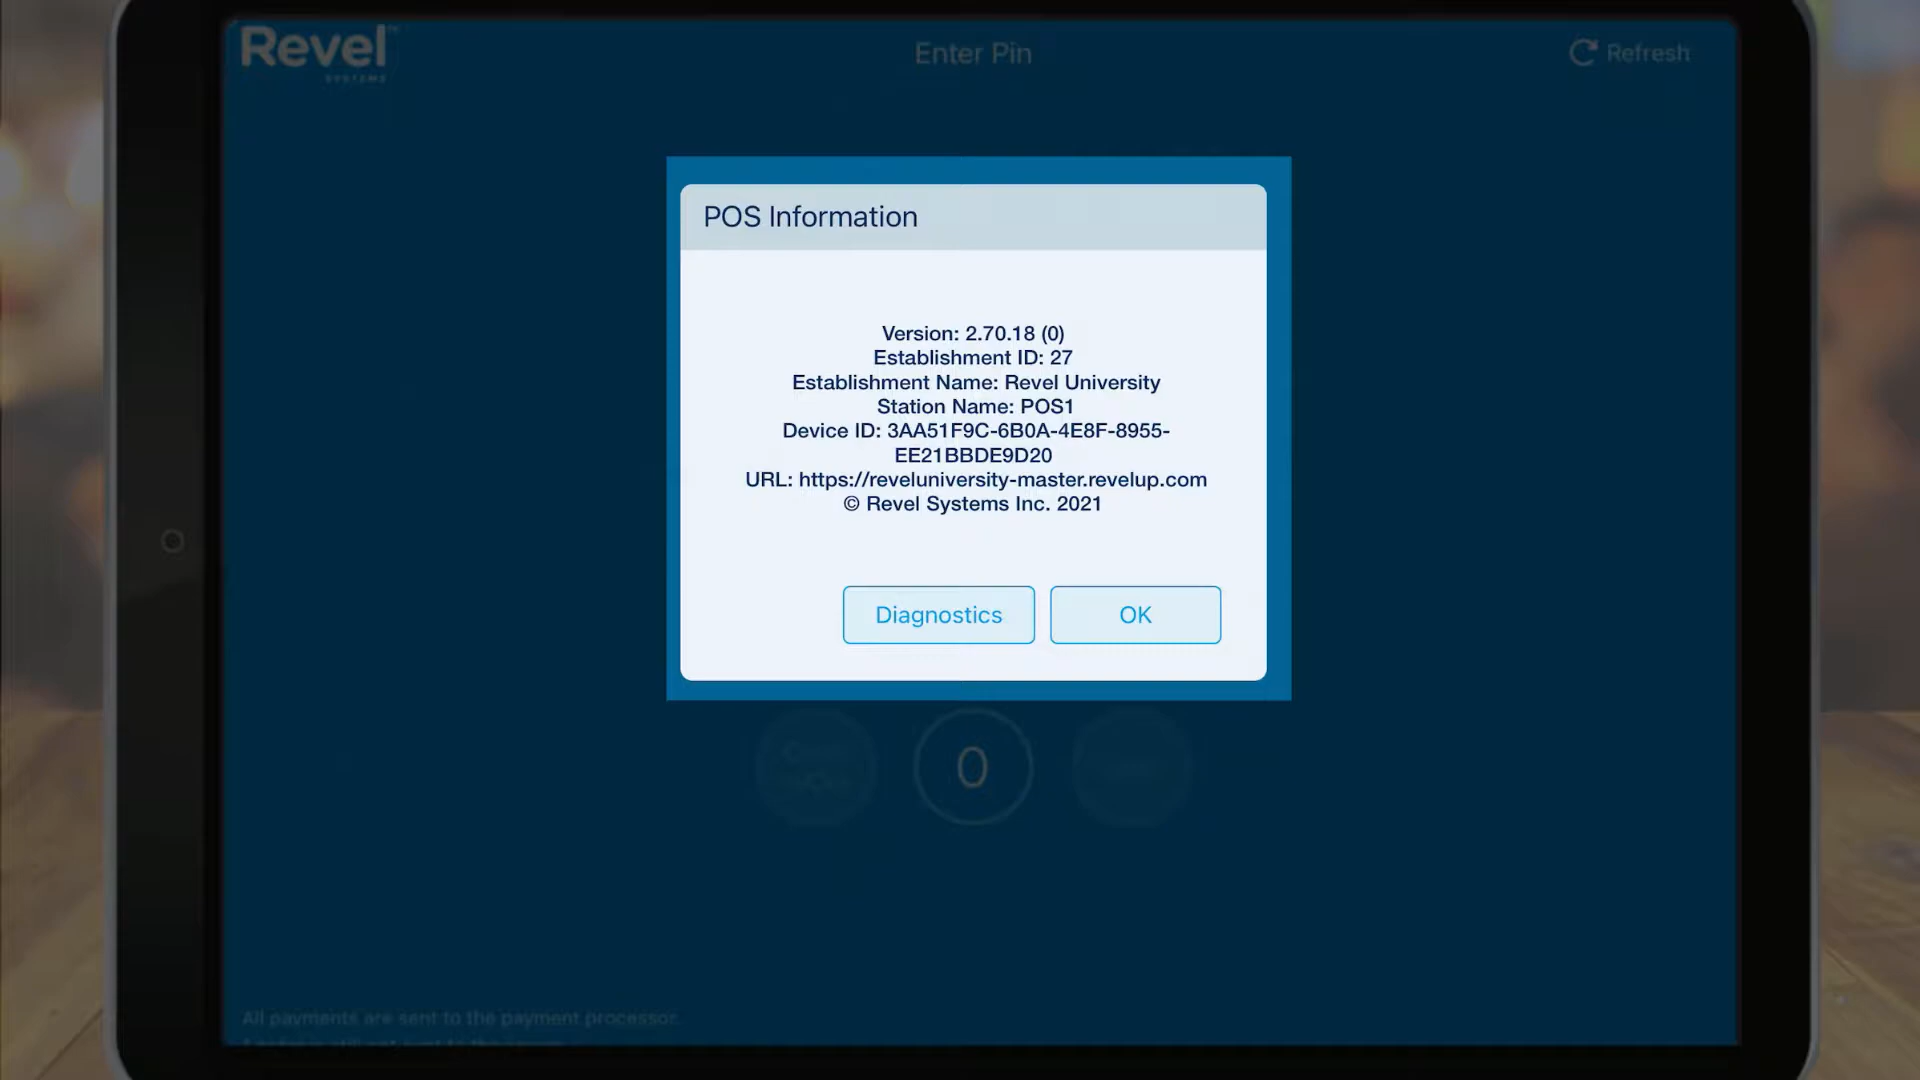 Revel
SYSTEMS
Enter Pin
Refresh
POS Information
Version: 2.70.18 (0)
Establishment ID: 27
Establishment Name: Revel University
Station Name: POS1
Device ID: 3AA51F9C-6B0A-4E8F-8955-
EE21BBDE9D20
URL: https://reveluniversity-master.revelup.com
© Revel Systems Inc. 2021
Diagnostics
OK
0
All payments are sent to the payment processor.